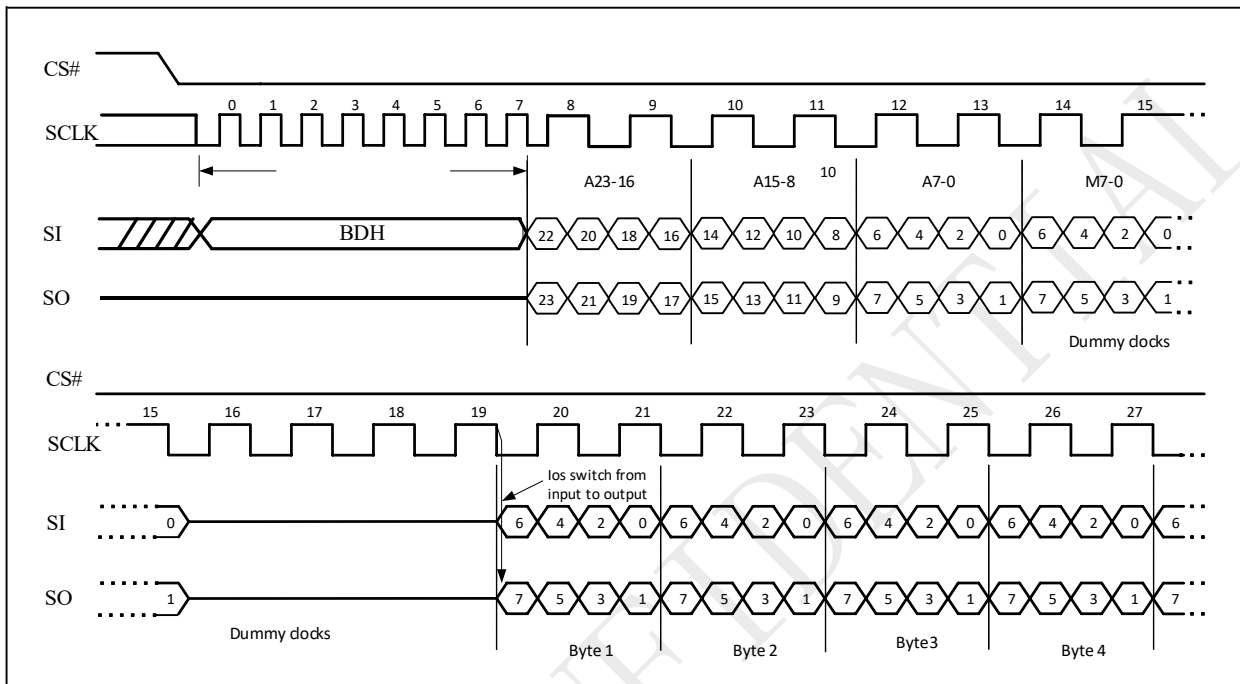 CS#
0 1 2 3 4 5 6 7 8 9 10 11 12 13 14 15
SCLK
A23-16 A15-8 10 A7-0 M7-0
SI BDH 22 20 18 16 14 12 10 8 6 4 2 0 6 4 2 0
SO 23 21 19 17 15 13 11 9 7 5 3 1 7 5 3 1
Dummy docks
CS#
15 16 17 18 19 20 21 22 23 24 25 26 27
SCLK
Ios switch from
input to output
SI 0 6 4 2 0 6 4 2 0 6 4 2 0 6 4 2 0 6
SO 1 7 5 3 1 7 5 3 1 7 5 3 1 7 5 3 1 7
Dummy docks Byte 1 Byte 2 Byte3 Byte 4